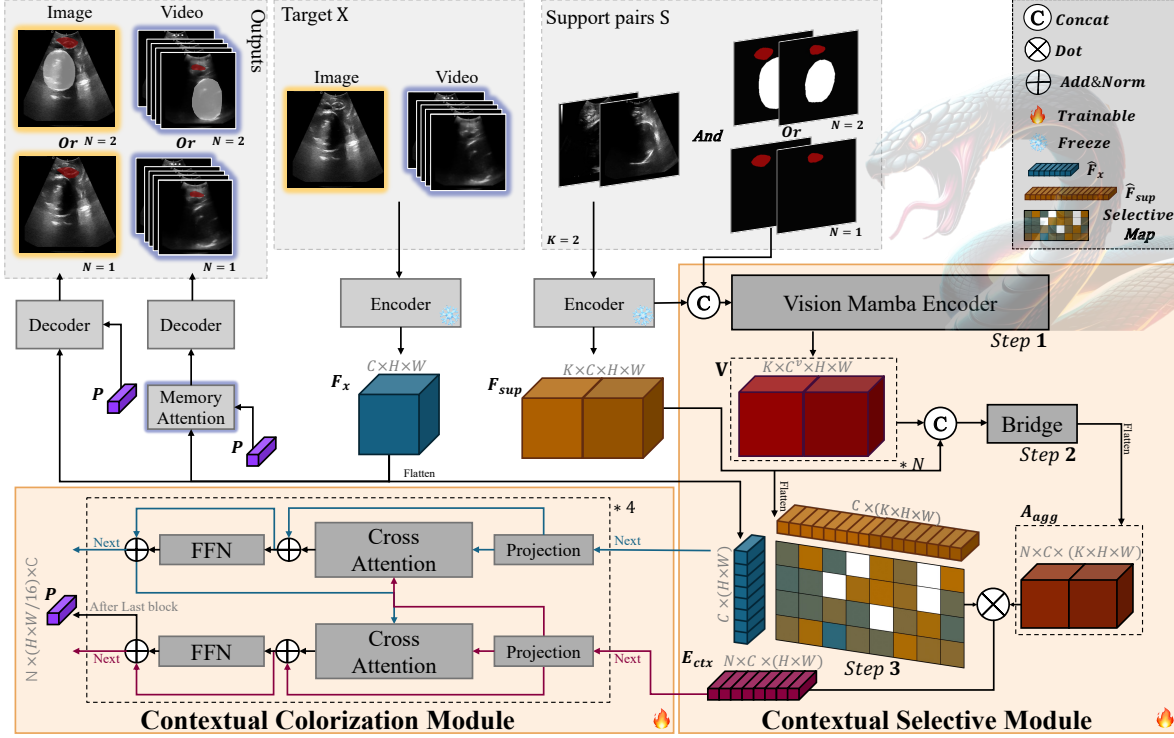 Image
Video
Outputs
Or
N = 2
N = 2
Or
N = 1
N = 1
Target X
Image
Video
Support pairs S
And
Or
N = 2
K = 2
N = 1
C
Concat
Dot
Add&Norm
Trainable
Freeze
F̂x
F̂sup
Selective
Map
Decoder
Decoder
P
Memory
Attention
P
Encoder
Encoder
C
Vision Mamba Encoder
Step 1
C×H×W
Fx
K×C×H×W
Fsup
V
K×Cᵛ×H×W
C
Bridge
Step 2
* N
Flatten
Flatten
Flatten
C×(K×H×W)
Aagg
N×C×(K×H×W)
C×(H×W)
Step 3
Ectx
N×C×(H×W)
* 4
Next
FFN
Cross
Attention
Projection
Next
N×(H×W/16)×C
P
After Last block
Next
FFN
Cross
Attention
Projection
Next
Contextual Colorization Module
Contextual Selective Module